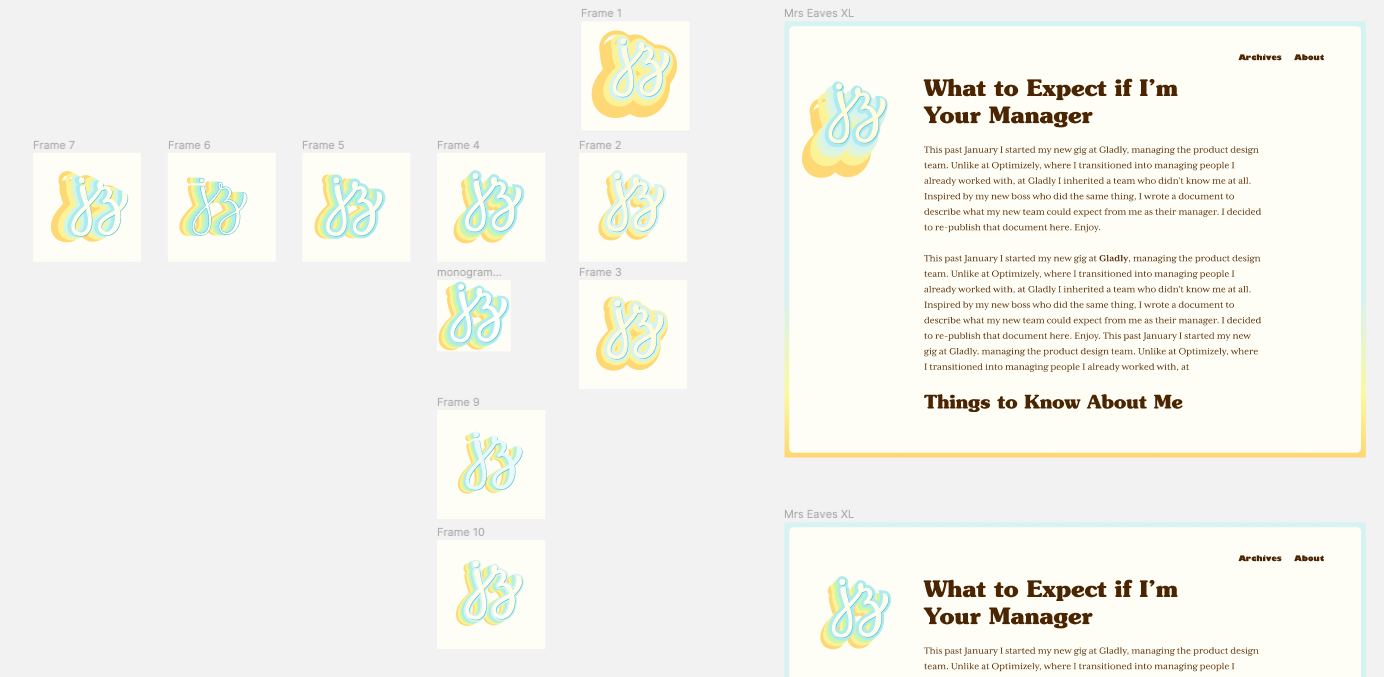 Frame 1
jz
Frame 7
jz
Frame 6
jz
Frame 5
jz
Frame 4
jz
Frame 2
jz
monogram...
jz
Frame 3
jz
Frame 9
jz
Frame 10
jz
Mrs Eaves XL
Archives About
jz
What to Expect if I'm
Your Manager
This past January I started my new gig at Gladly, managing the product design
team. Unlike at Optimizely, where I transitioned into managing people I
already worked with, at Gladly I inherited a team who didn't know me at all.
Inspired by my new boss who did the same thing, I wrote a document to
describe what my new team could expect from me as their manager. I decided
to re-publish that document here. Enjoy.
This past January I started my new gig at Gladly, managing the product design
team. Unlike at Optimizely, where I transitioned into managing people I
already worked with, at Gladly I inherited a team who didn't know me at all.
Inspired by my new boss who did the same thing, I wrote a document to
describe what my new team could expect from me as their manager. I decided
to re-publish that document here. Enjoy. This past January I started my new
gig at Gladly, managing the product design team. Unlike at Optimizely, where
I transitioned into managing people I already worked with, at
Things to Know About Me
Mrs Eaves XL
Archives About
jz
What to Expect if I'm
Your Manager
This past January I started my new gig at Gladly, managing the product design
team. Unlike at Optimizely, where I transitioned into managing people I